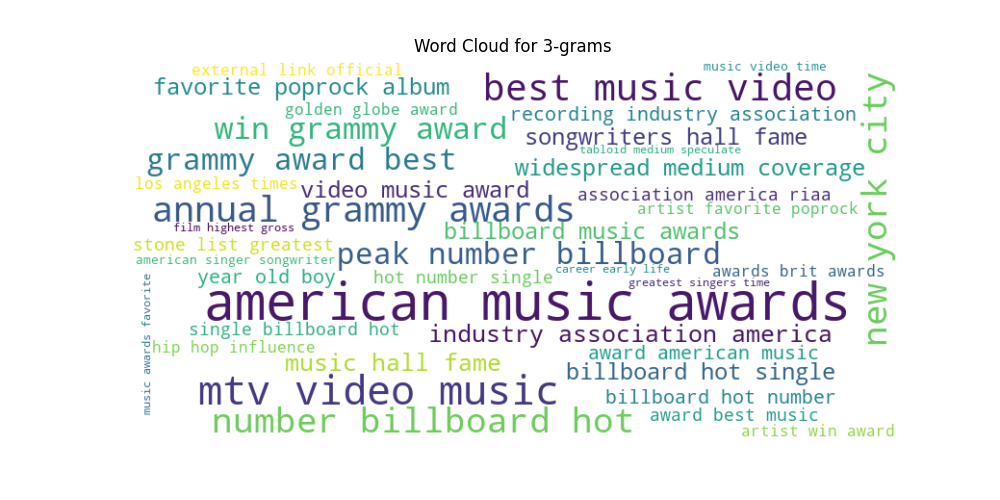 Word Cloud for 3-grams
music video time
external link official
favorite poprock album
best music video
new york city
golden globe award
recording industry association
win grammy award
songwriters hall fame
tabloid medium speculate
grammy award best
widespread medium coverage
los angeles times
video music award
association america riaa
annual grammy awards
artist favorite poprock
film highest gross
billboard music awards
stone list greatest
peak number billboard
american singer songwriter
career early life
awards brit awards
year old boy
hot number single
greatest singers time
music awards favorite
american music awards
single billboard hot
industry association america
hip hop influence
award american music
music hall fame
billboard hot single
mtv video music
billboard hot number
number billboard hot
award best music
artist win award